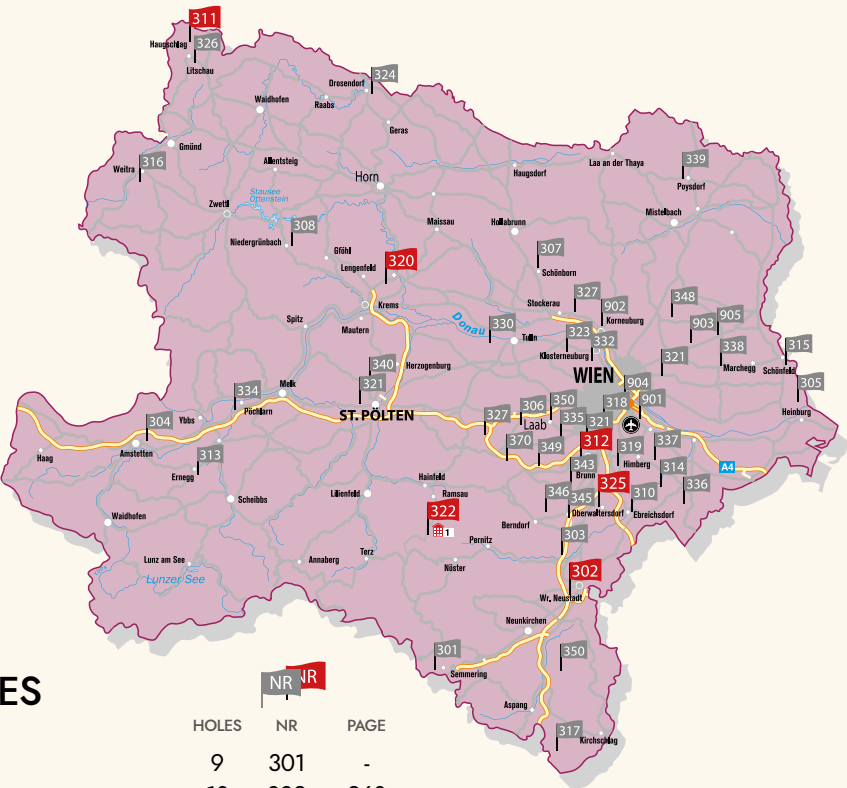 311
Haugschlag
326
Litschau
Drosendorf
324
Waidhofen
Raabs
Geras
Gmünd
Weitra
316
Allentsteig
Horn
Haugsdorf
Laa an der Thaya
339
Poysdorf
Zwettl
Stausee
Ottenstein
Maissau
Hollabrunn
Mistelbach
308
Niedergrünbach
Gföhl
Lengenfeld
320
307
Schönborn
Krems
Spitz
Mautern
Donau
Stockerau
327
902
Korneuburg
348
903
905
330
Tulln
323
332
Klosterneuburg
321
338
Marchegg
315
Schönfeld
340
Herzogenburg
WIEN
305
Heinburg
321
Melk
ST. PÖLTEN
334
Pöchlarn
904
901
318
350
306
Laab
335
321
327
304
Ybbs
Amstetten
Haag
313
Ernegg
370
349
312
319
Himberg
337
A4
343
Brunn
314
336
325
310
Scheibbs
Lilienfeld
Hainfeld
Ramsau
322
1
346
345
Oberwaltersdorf
Ebreichsdorf
Waidhofen
Berndorf
303
Pernitz
Lunz am See
Lunzer See
Annaberg
Terz
Nöster
302
Wr. Neustadt
Neunkirchen
301
Semmering
350
Aspang
317
Kirchschlag
ES
NR NR
HOLES NR PAGE
9 301 -